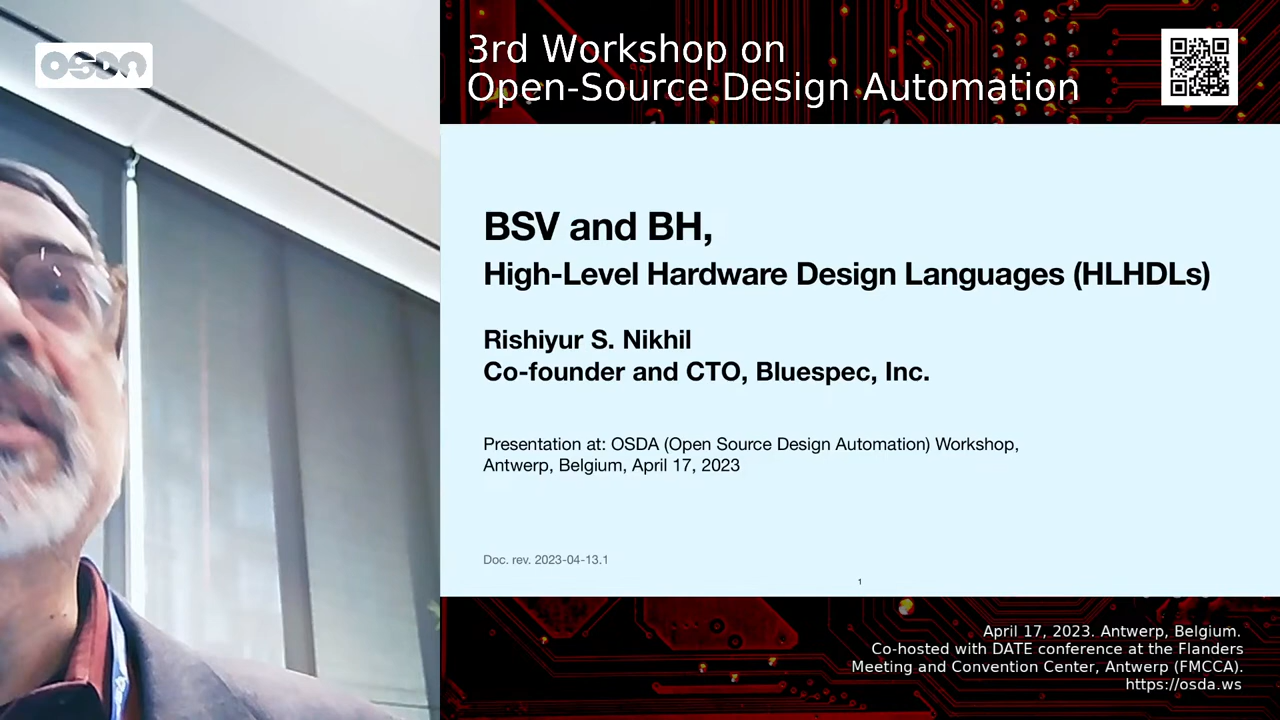 OSDA
3rd Workshop on
Open-Source Design Automation
BSV and BH,
High-Level Hardware Design Languages (HLHDLs)
Rishiyur S. Nikhil
Co-founder and CTO, Bluespec, Inc.
Presentation at: OSDA (Open Source Design Automation) Workshop,
Antwerp, Belgium, April 17, 2023
Doc. rev. 2023-04-13.1
1
April 17, 2023. Antwerp, Belgium.
Co-hosted with DATE conference at the Flanders
Meeting and Convention Center, Antwerp (FMCCA).
https://osda.ws